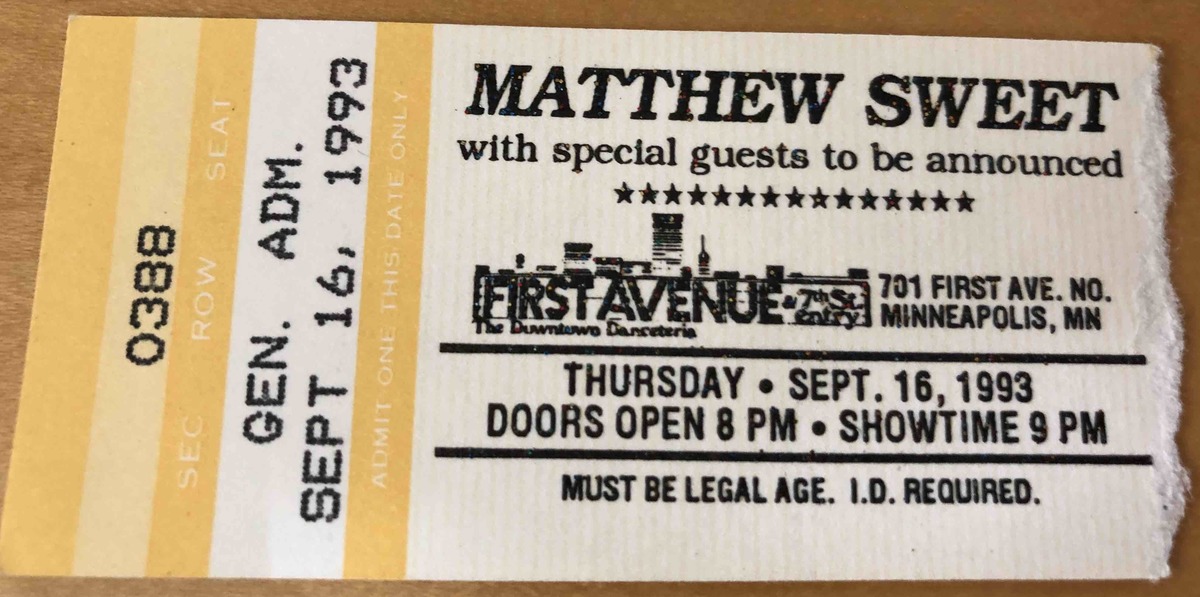 0388
SEC ROW SEAT
GEN. ADM.
SEPT 16, 1993
ADMIT ONE THIS DATE ONLY
MATTHEW SWEET
with special guests to be announced
★★★★★★★★★★★★★★★
FIRST AVENUE & 7th St. entry
The Downtown Danceteria
701 FIRST AVE. NO.
MINNEAPOLIS, MN
THURSDAY • SEPT. 16, 1993
DOORS OPEN 8 PM • SHOWTIME 9 PM
MUST BE LEGAL AGE. I.D. REQUIRED.